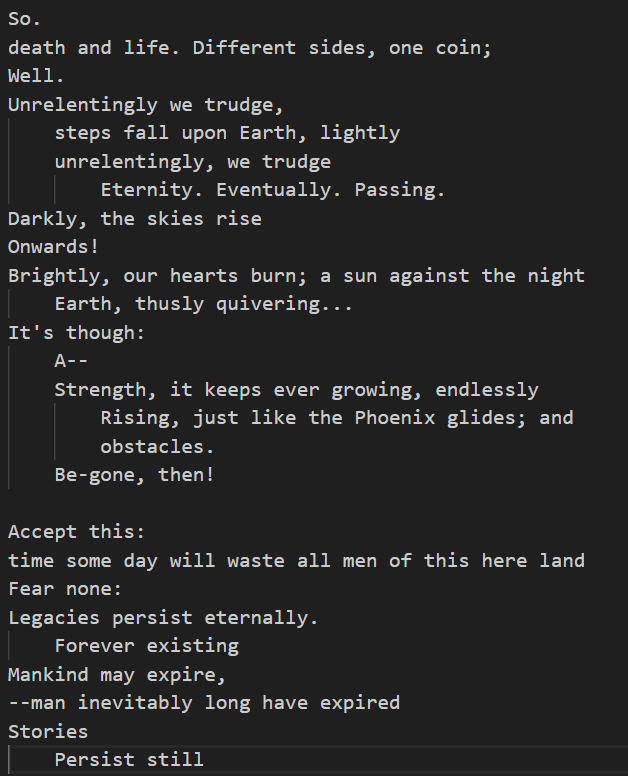 So.
death and life. Different sides, one coin;
Well.
Unrelentingly we trudge,
    steps fall upon Earth, lightly
    unrelentingly, we trudge
        Eternity. Eventually. Passing.
Darkly, the skies rise
Onwards!
Brightly, our hearts burn; a sun against the night
    Earth, thusly quivering...
It's though:
    A--
    Strength, it keeps ever growing, endlessly
        Rising, just like the Phoenix glides; and
        obstacles.
    Be-gone, then!

Accept this:
time some day will waste all men of this here land
Fear none:
Legacies persist eternally.
    Forever existing
Mankind may expire,
--man inevitably long have expired
Stories
    Persist still